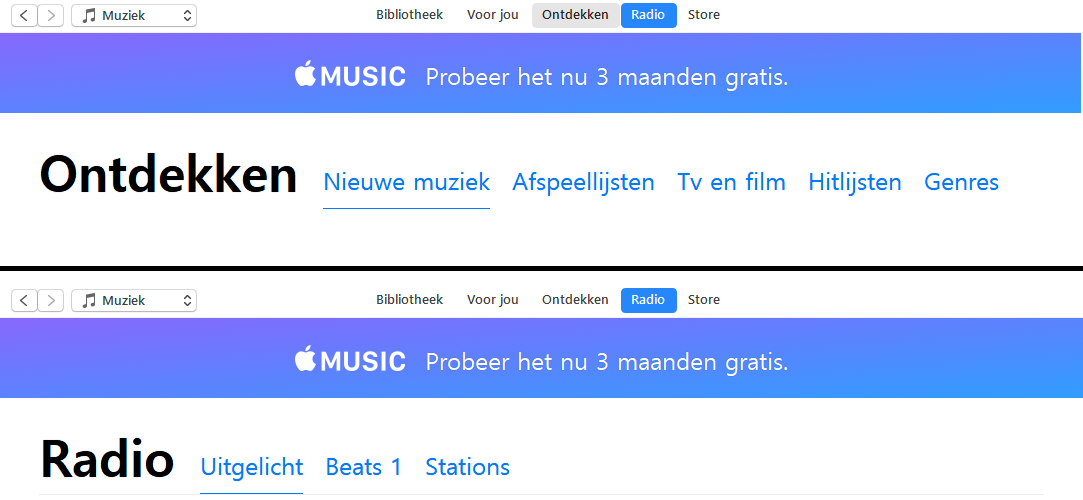 Muziek Bibliotheek Voor jou Ontdekken Radio Store
MUSIC Probeer het nu 3 maanden gratis.
Ontdekken Nieuwe muziek Afspeellijsten Tv en film Hitlijsten Genres
Muziek Bibliotheek Voor jou Ontdekken Radio Store
MUSIC Probeer het nu 3 maanden gratis.
Radio Uitgelicht Beats 1 Stations